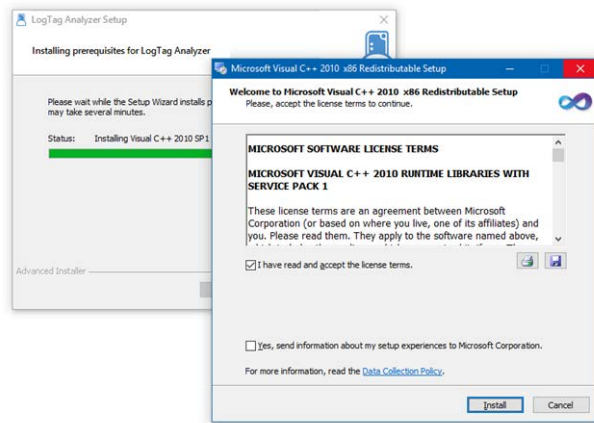 LogTag Analyzer Setup
Installing prerequisites for LogTag Analyzer
Please wait while the Setup Wizard installs p
may take several minutes.
Status: Installing Visual C++ 2010 SP1
Advanced Installer
Microsoft Visual C++ 2010 x86 Redistributable Setup
Welcome to Microsoft Visual C++ 2010 x86 Redistributable Setup
Please, accept the license terms to continue.
MICROSOFT SOFTWARE LICENSE TERMS
MICROSOFT VISUAL C++ 2010 RUNTIME LIBRARIES WITH
SERVICE PACK 1
These license terms are an agreement between Microsoft
Corporation (or based on where you live, one of its affiliates) and
you. Please read them. They apply to the software named above,
I have read and accept the license terms.
Yes, send information about my setup experiences to Microsoft Corporation.
For more information, read the Data Collection Policy.
Install Cancel